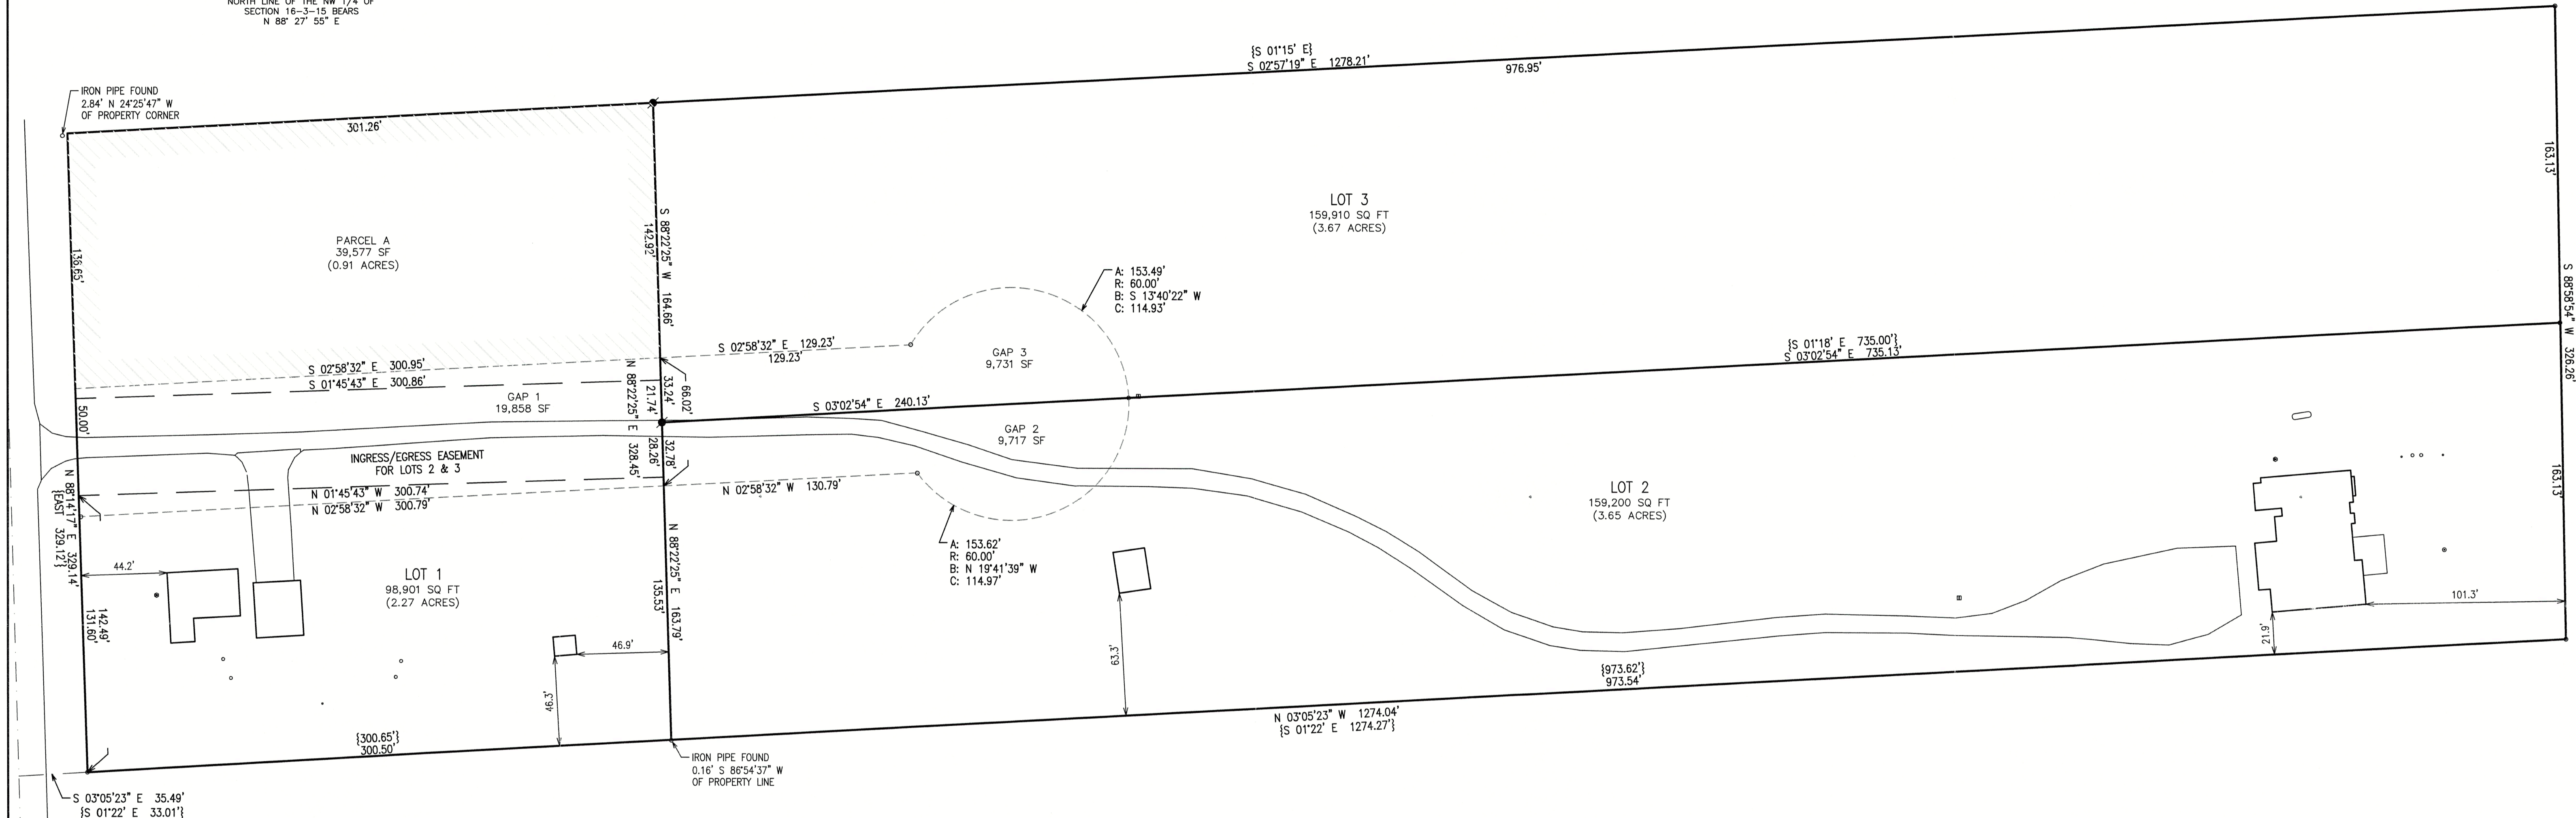 NORTH LINE OF THE NW 1/4 OF
SECTION 16-3-15 BEARS
N 88° 27' 55" E
{S 01°15' E}
S 02°57'19" E 1278.21'
976.95'
IRON PIPE FOUND
2.84' N 24°25'47" W
OF PROPERTY CORNER
301.26'
163.13'
LOT 3
159,910 SQ FT
(3.67 ACRES)
PARCEL A
39,577 SF
(0.91 ACRES)
138.65'
142.92'
S 88°22'25" W 164.66'
A: 153.49'
R: 60.00'
B: S 13°40'22" W
C: 114.93'
S 88°58'54" W 326.26'
S 02°58'32" E 129.23'
129.23'
GAP 3
9,731 SF
{S 01°18' E 735.00'}
S 03°02'54" E 735.13'
S 02°58'32" E 300.95'
S 01°45'43" E 300.86'
GAP 1
19,858 SF
50.00'
21.74'
33.24'
66.02'
N 88°22'25" E 328.45'
S 03°02'54" E 240.13'
GAP 2
9,717 SF
28.26'
32.78'
INGRESS/EGRESS EASEMENT
FOR LOTS 2 & 3
N 01°45'43" W 300.74'
N 02°58'32" W 300.79'
N 02°58'32" W 130.79'
LOT 2
159,200 SQ FT
(3.65 ACRES)
163.13'
N 88°14'17" E 329.14'
{EAST 329.12'}
44.2'
LOT 1
98,901 SQ FT
(2.27 ACRES)
142.49'
131.60'
N 88°22'25" E 163.79'
135.53'
A: 153.62'
R: 60.00'
B: N 19°41'39" W
C: 114.97'
101.3'
21.9'
46.9'
46.3'
63.3'
{973.62'}
973.54'
N 03°05'23" W 1274.04'
{S 01°22' E 1274.27'}
{300.65'}
300.50'
IRON PIPE FOUND
0.16' S 86°54'37" W
OF PROPERTY LINE
S 03°05'23" E 35.49'
{S 01°22' E 33.01'}